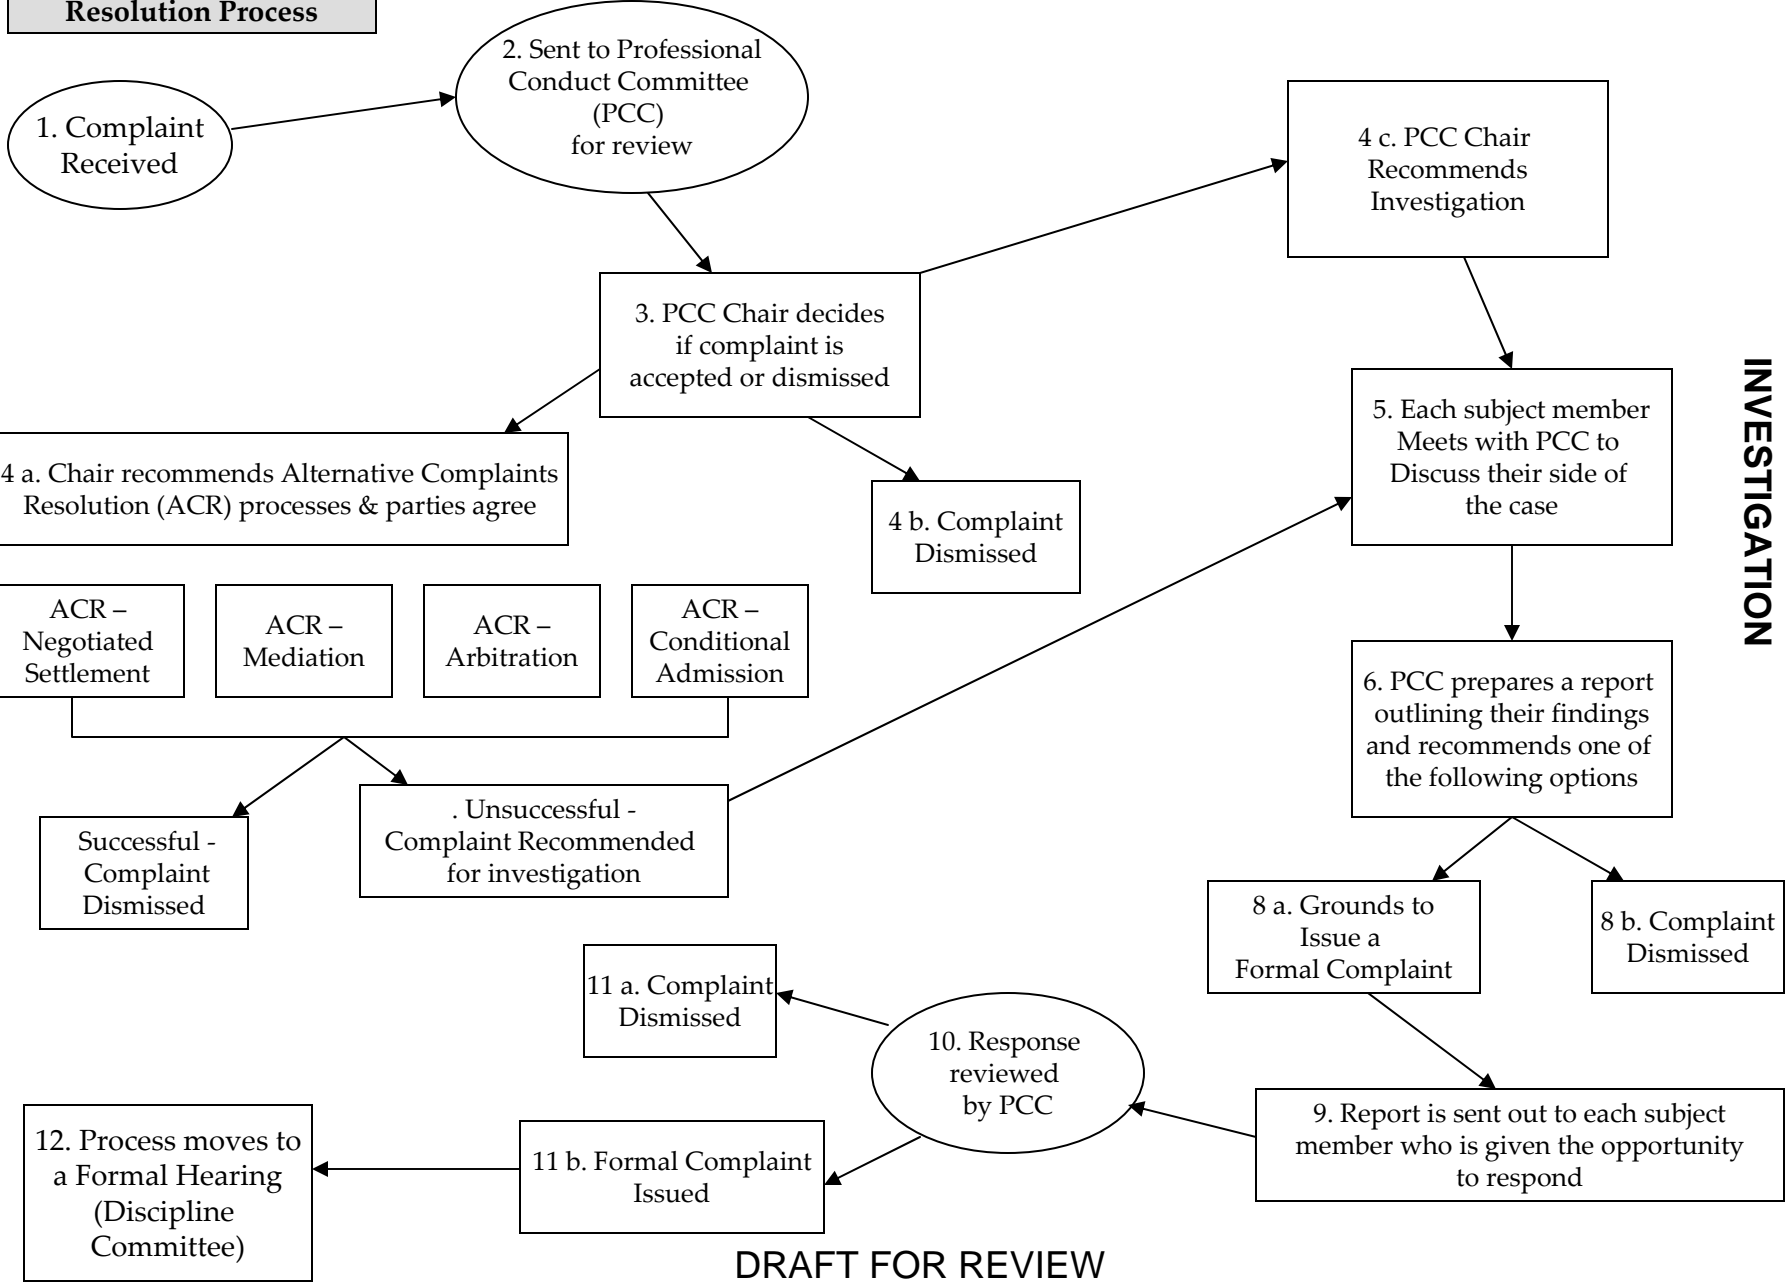 Resolution Process
1. Complaint
Received
2. Sent to Professional
Conduct Committee
(PCC)
for review
3. PCC Chair decides
if complaint is
accepted or dismissed
4 a. Chair recommends Alternative Complaints
Resolution (ACR) processes & parties agree
4 b. Complaint
Dismissed
4 c. PCC Chair
Recommends
Investigation
ACR –
Negotiated
Settlement
ACR –
Mediation
ACR –
Arbitration
ACR –
Conditional
Admission
Successful -
Complaint
Dismissed
. Unsuccessful -
Complaint Recommended
for investigation
5. Each subject member
Meets with PCC to
Discuss their side of
the case
INVESTIGATION
6. PCC prepares a report
outlining their findings
and recommends one of
the following options
8 a. Grounds to
Issue a
Formal Complaint
8 b. Complaint
Dismissed
9. Report is sent out to each subject
member who is given the opportunity
to respond
10. Response
reviewed
by PCC
11 a. Complaint
Dismissed
11 b. Formal Complaint
Issued
12. Process moves to
a Formal Hearing
(Discipline
Committee)
DRAFT FOR REVIEW